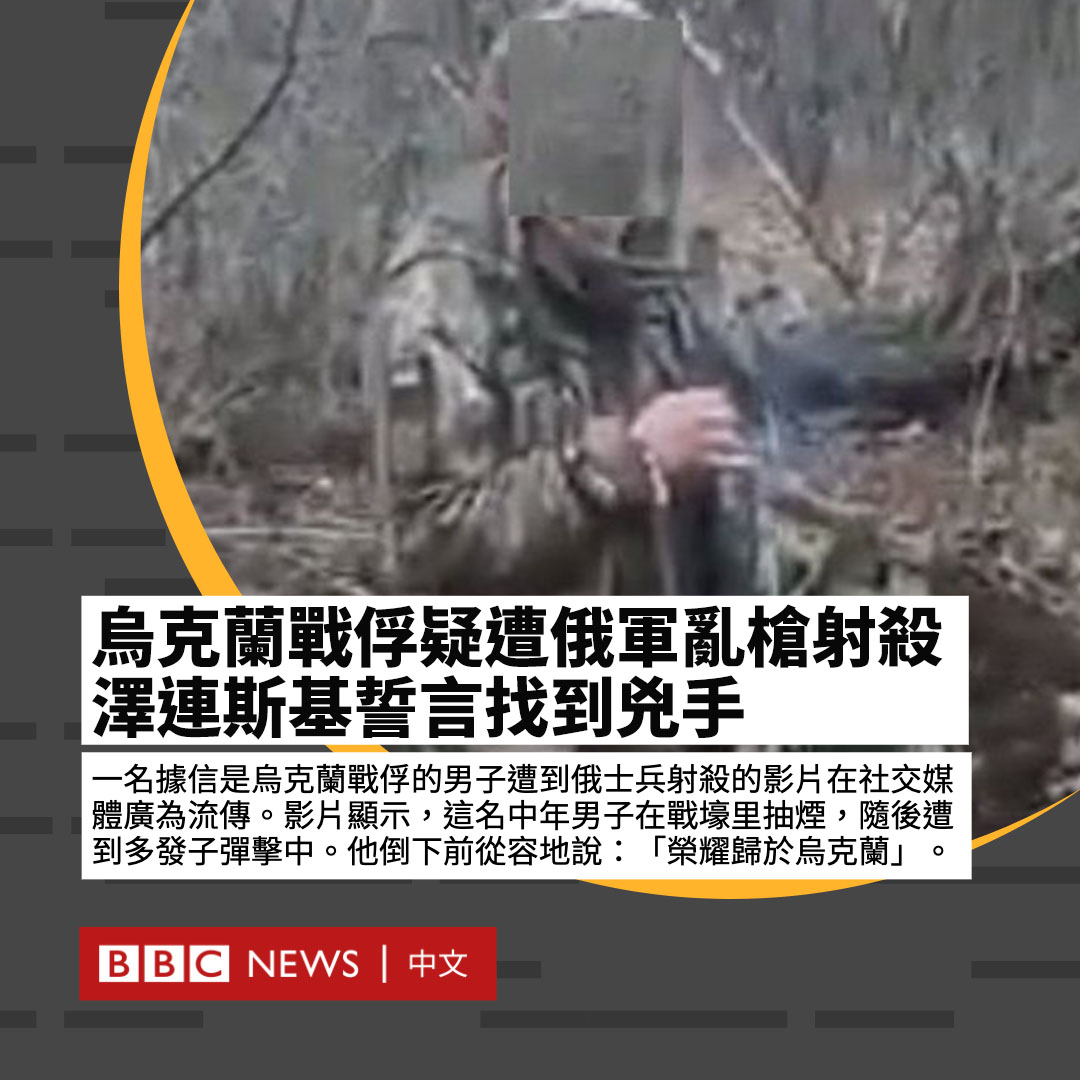 烏克蘭戰俘疑遭俄軍亂槍射殺
澤連斯基誓言找到兇手
一名據信是烏克蘭戰俘的男子遭到俄士兵射殺的影片在社交媒
體廣為流傳。影片顯示，這名中年男子在戰壕里抽煙，隨後遭
到多發子彈擊中。他倒下前從容地說：「榮耀歸於烏克蘭」。
BBC NEWS | 中文